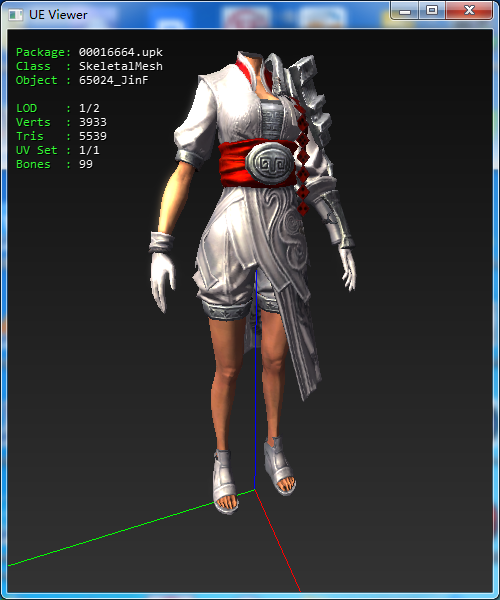 UE Viewer
Package: 00016664.upk
Class : SkeletalMesh
Object : 65024_JinF
LOD : 1/2
Verts : 3933
Tris : 5539
UV Set : 1/1
Bones : 99